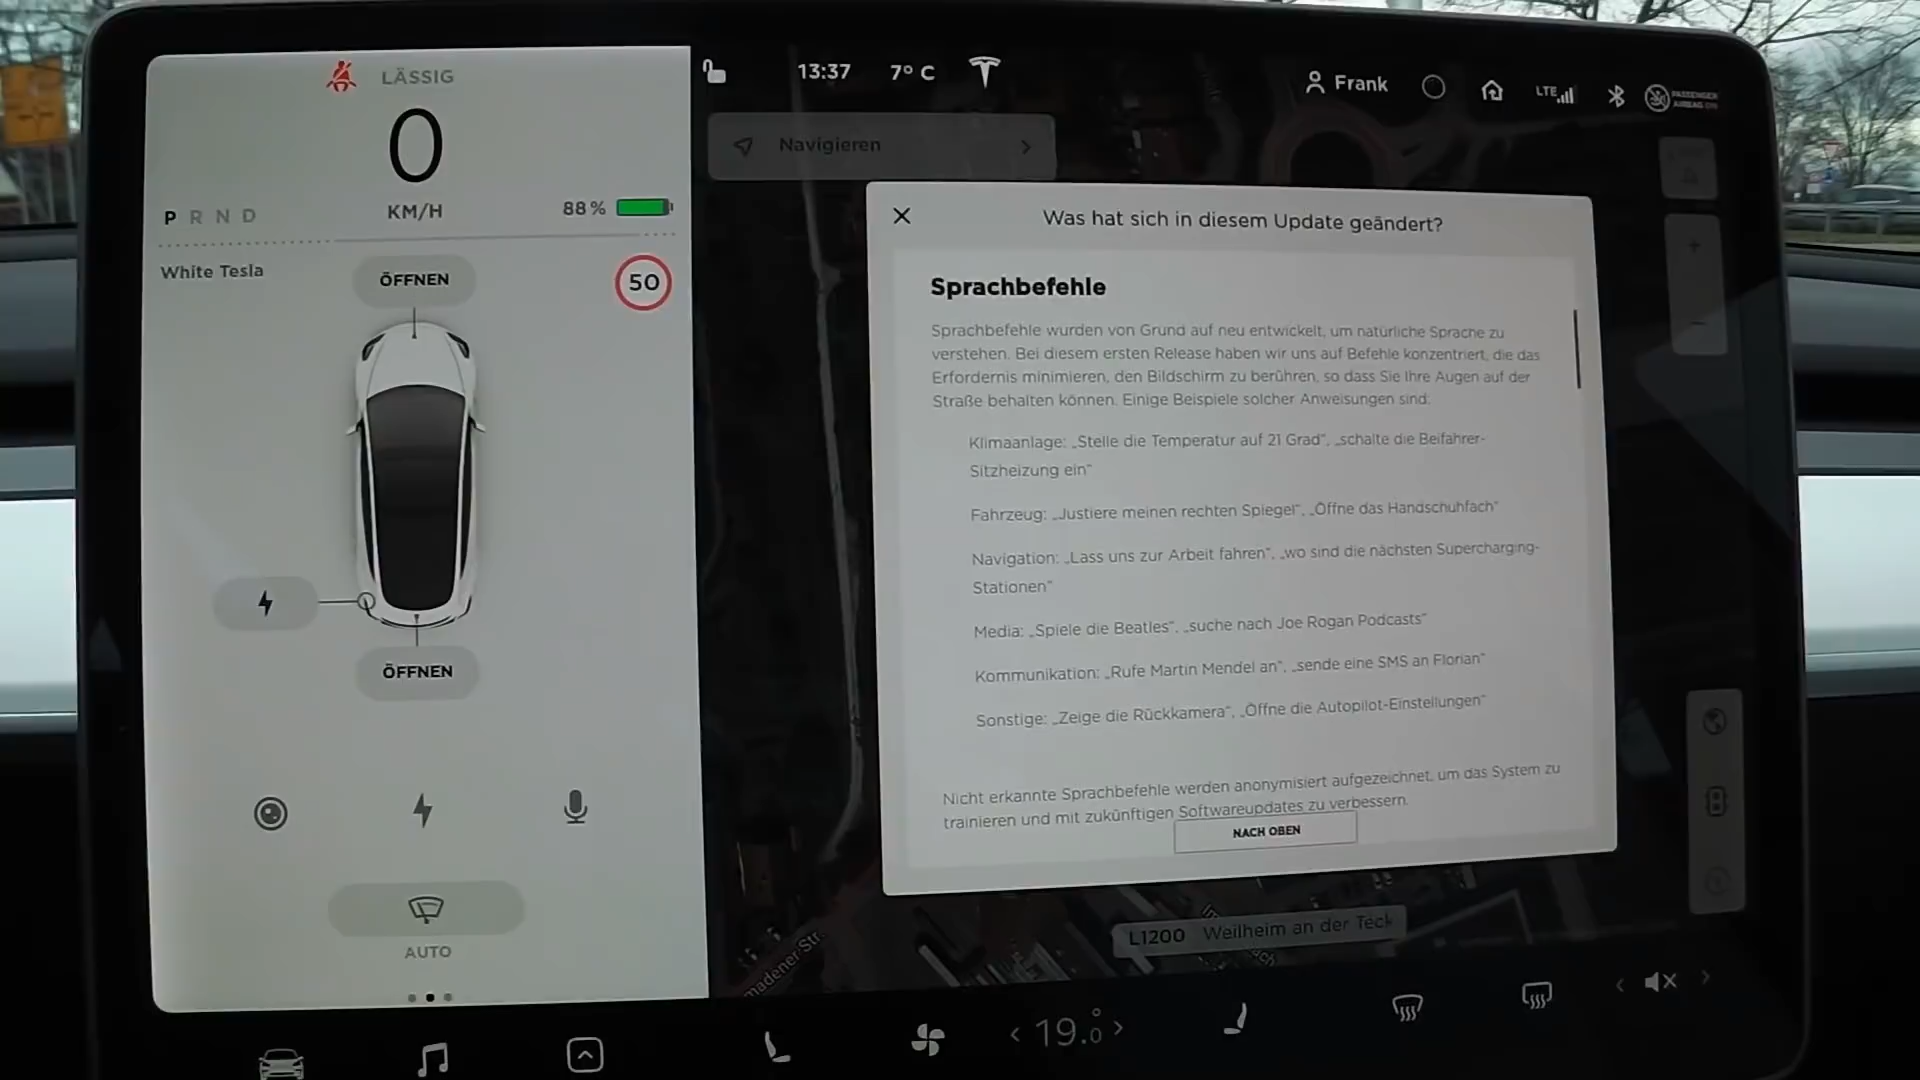 LÄSSIG
0
KM/H
P R N D
88 %
White Tesla
ÖFFNEN
50
ÖFFNEN
AUTO
13:37
7° C
Frank
LTE
PASSENGER
AIRBAG ON
Navigieren
Was hat sich in diesem Update geändert?
Sprachbefehle
Sprachbefehle wurden von Grund auf neu entwickelt, um natürliche Sprache zu
verstehen. Bei diesem ersten Release haben wir uns auf Befehle konzentriert, die das
Erfordernis minimieren, den Bildschirm zu berühren, so dass Sie Ihre Augen auf der
Straße behalten können. Einige Beispiele solcher Anweisungen sind:
Klimaanlage: „Stelle die Temperatur auf 21 Grad“, „schalte die Beifahrer-
Sitzheizung ein“
Fahrzeug: „Justiere meinen rechten Spiegel“, „Öffne das Handschuhfach“
Navigation: „Lass uns zur Arbeit fahren“, „wo sind die nächsten Supercharging-
Stationen“
Media: „Spiele die Beatles“, „suche nach Joe Rogan Podcasts“
Kommunikation: „Rufe Martin Mendel an“, „sende eine SMS an Florian“
Sonstige: „Zeige die Rückkamera“, „Öffne die Autopilot-Einstellungen“
Nicht erkannte Sprachbefehle werden anonymisiert aufgezeichnet, um das System zu
trainieren und mit zukünftigen Softwareupdates zu verbessern.
NACH OBEN
L1200 Weilheim an der Teck
19.0°